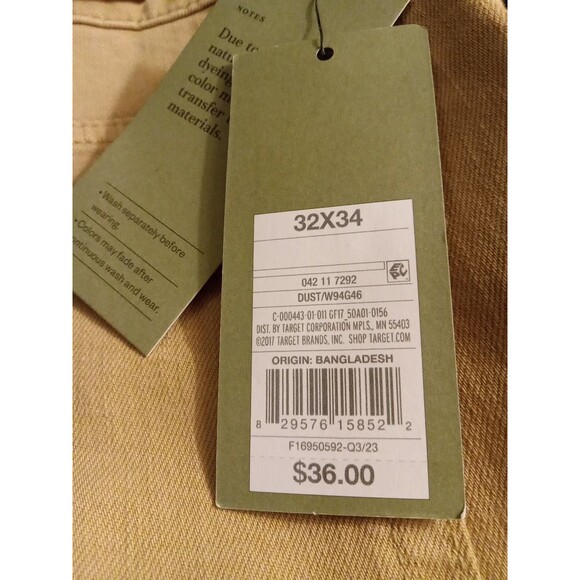 NOTES
Due to
natu
dyeing
color m
transfer
materials.
• Wash separately before
wearing.
• Colors may fade after
continuous wash and wear.
32X34
042 11 7292
DUST/W94G46
C-000443-01-011 GF17_50A01-0156
DIST. BY TARGET CORPORATION MPLS., MN 55403
©2017 TARGET BRANDS, INC. SHOP TARGET.COM
ORIGIN: BANGLADESH
8 29576 15852 2
F16950592-Q3/23
$36.00